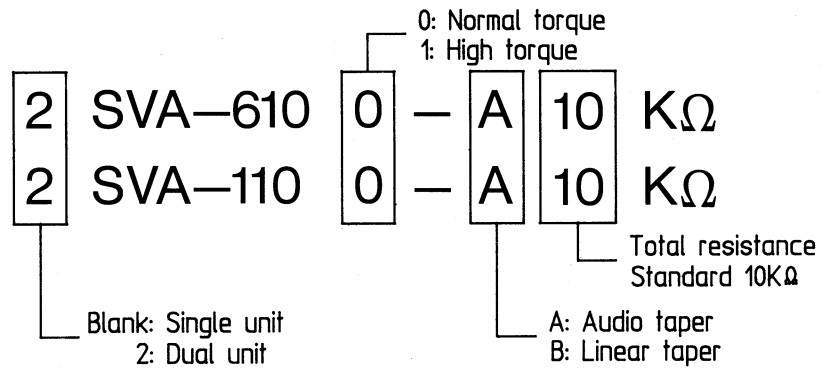 0: Normal torque
1: High torque
2 SVA–610 0 – A 10 KΩ
2 SVA–110 0 – A 10 KΩ
Total resistance
Standard 10KΩ
Blank: Single unit
2: Dual unit
A: Audio taper
B: Linear taper